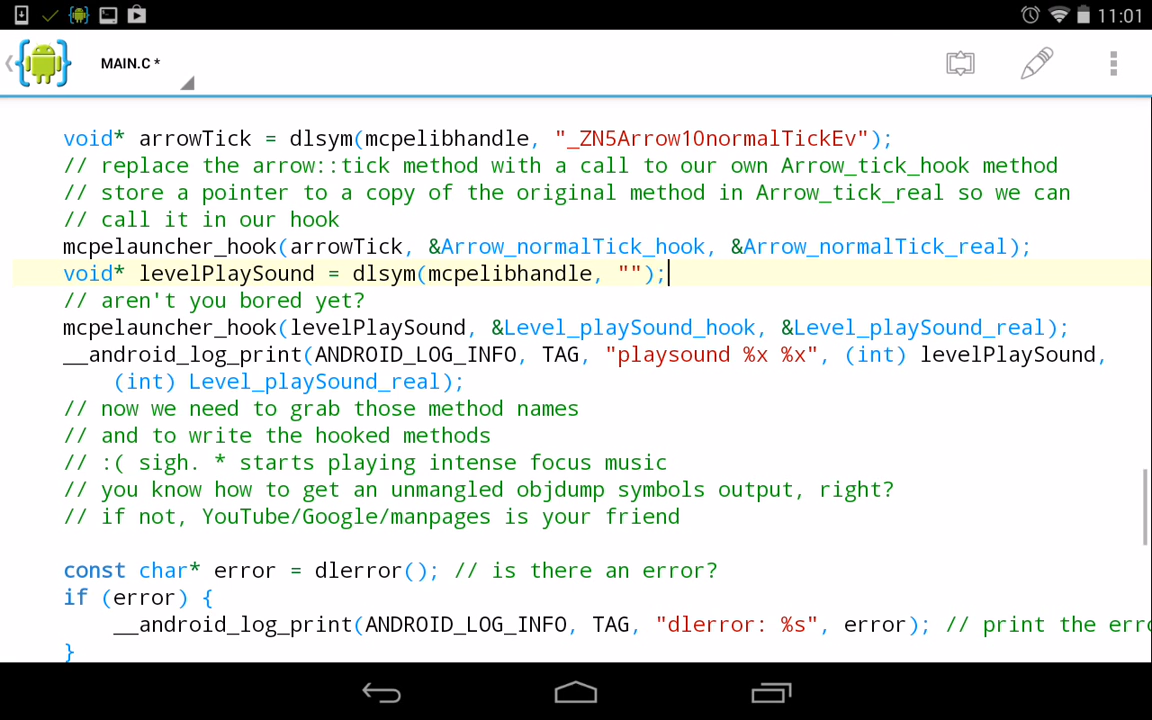 11:01
MAIN.C *
void* arrowTick = dlsym(mcpelibhandle, "_ZN5Arrow10normalTickEv");
// replace the arrow::tick method with a call to our own Arrow_tick_hook method
// store a pointer to a copy of the original method in Arrow_tick_real so we can
// call it in our hook
mcpelauncher_hook(arrowTick, &Arrow_normalTick_hook, &Arrow_normalTick_real);
void* levelPlaySound = dlsym(mcpelibhandle, "");
// aren't you bored yet?
mcpelauncher_hook(levelPlaySound, &Level_playSound_hook, &Level_playSound_real);
__android_log_print(ANDROID_LOG_INFO, TAG, "playsound %x %x", (int) levelPlaySound,
(int) Level_playSound_real);
// now we need to grab those method names
// and to write the hooked methods
// :( sigh. * starts playing intense focus music
// you know how to get an unmangled objdump symbols output, right?
// if not, YouTube/Google/manpages is your friend
const char* error = dlerror(); // is there an error?
if (error) {
__android_log_print(ANDROID_LOG_INFO, TAG, "dlerror: %s", error); // print the erro
}